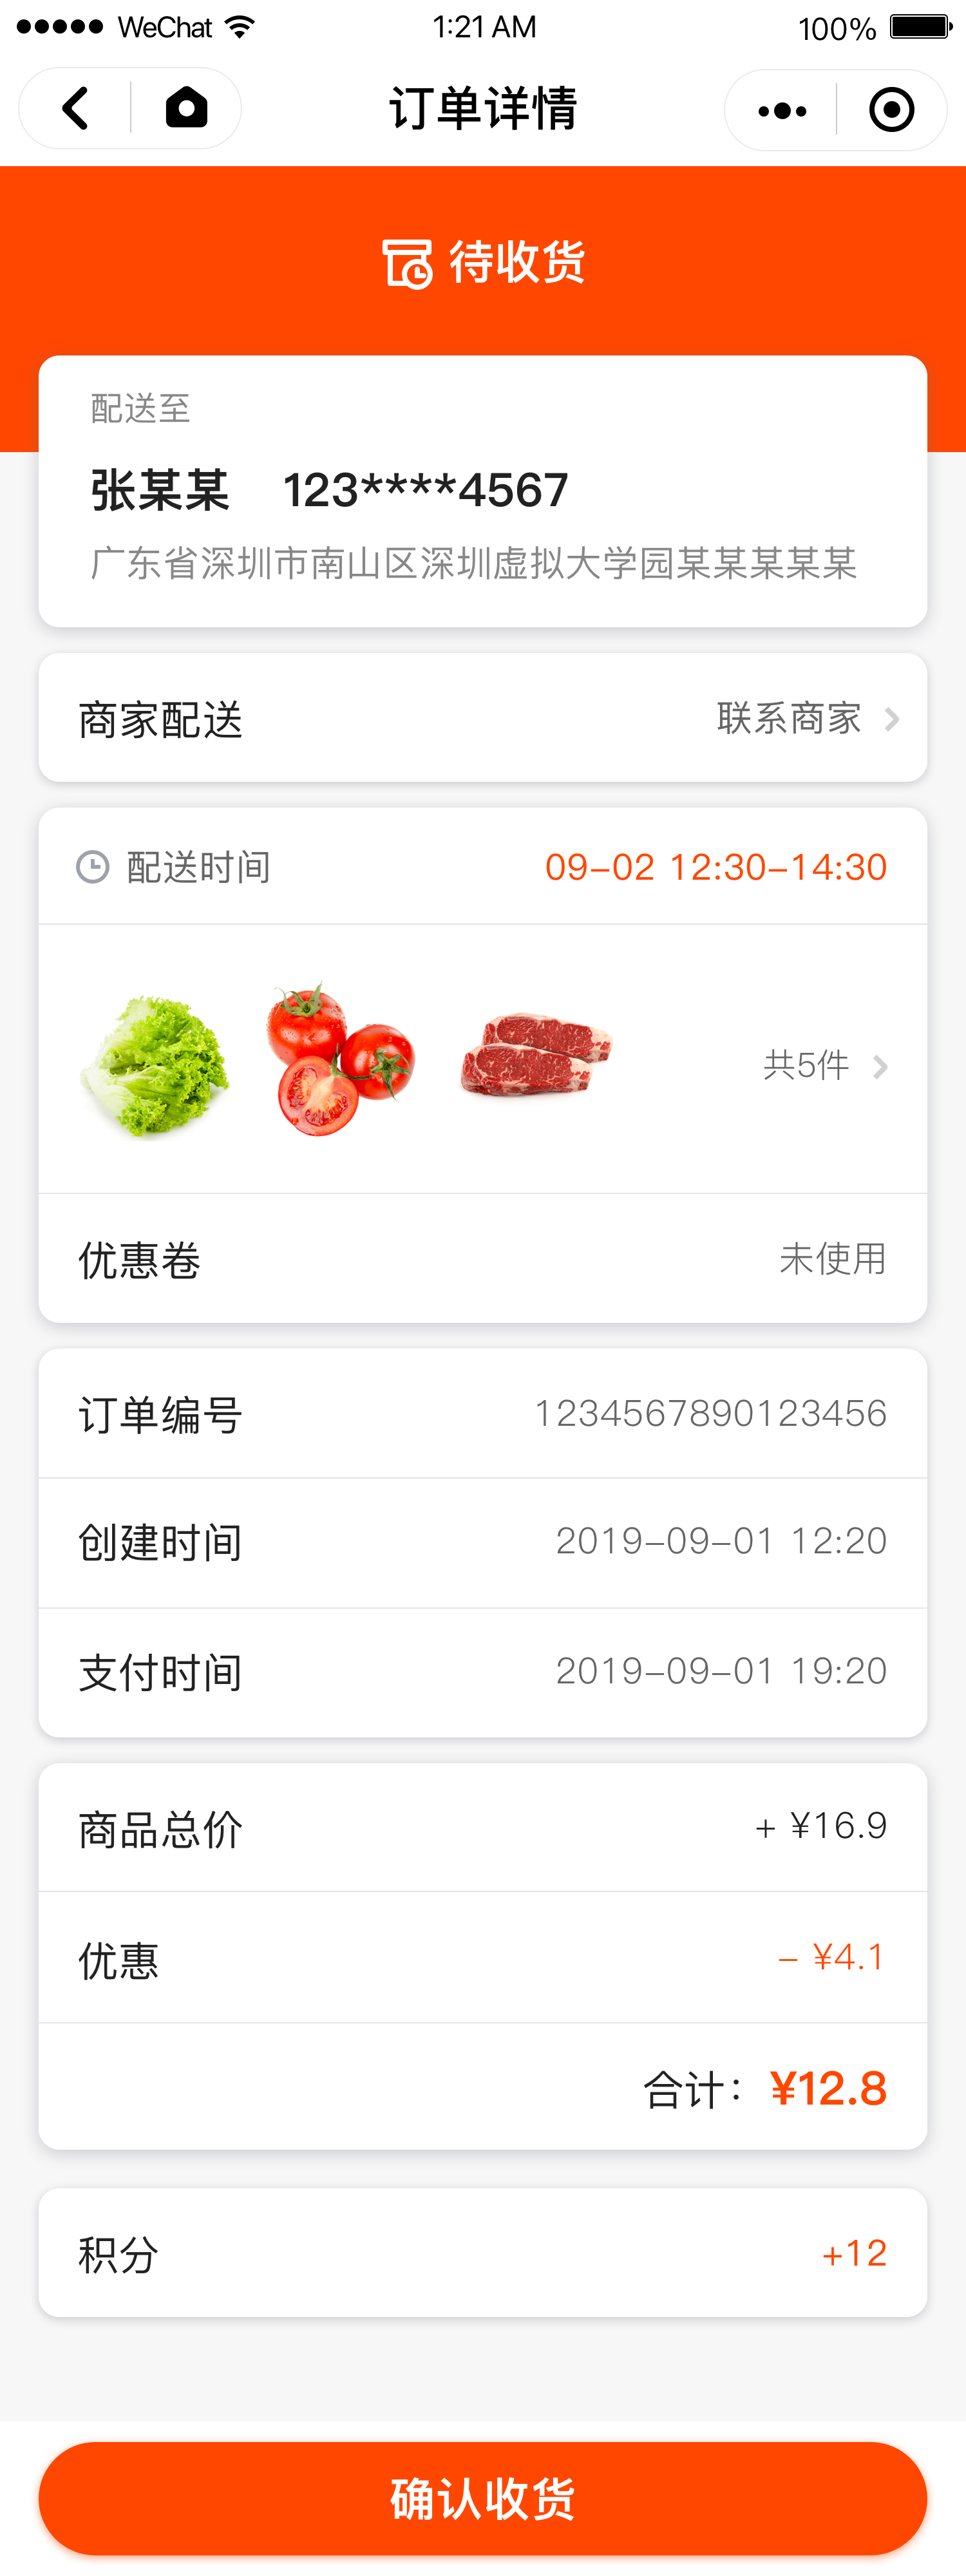 WeChat 1:21 AM 100%
订单详情
待收货
配送至
张某某 123****4567
广东省深圳市南山区深圳虚拟大学园某某某某某
商家配送 联系商家
配送时间 09-02 12:30-14:30
共5件
优惠卷 未使用
订单编号 1234567890123456
创建时间 2019-09-01 12:20
支付时间 2019-09-01 19:20
商品总价 + ¥16.9
优惠 - ¥4.1
合计: ¥12.8
积分 +12
确认收货